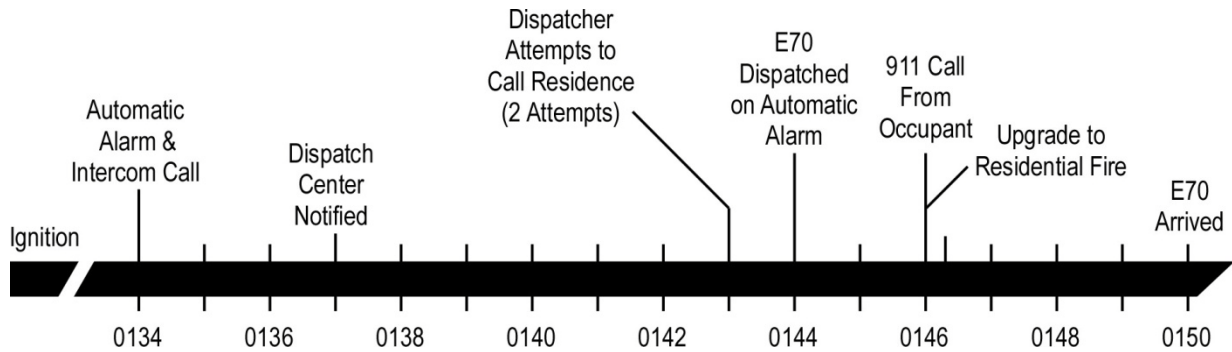 Ignition
Automatic
Alarm &
Intercom Call
Dispatch
Center
Notified
Dispatcher
Attempts to
Call Residence
(2 Attempts)
E70
Dispatched
on Automatic
Alarm
911 Call
From
Occupant
Upgrade to
Residential Fire
E70
Arrived
0134
0136
0138
0140
0142
0144
0146
0148
0150